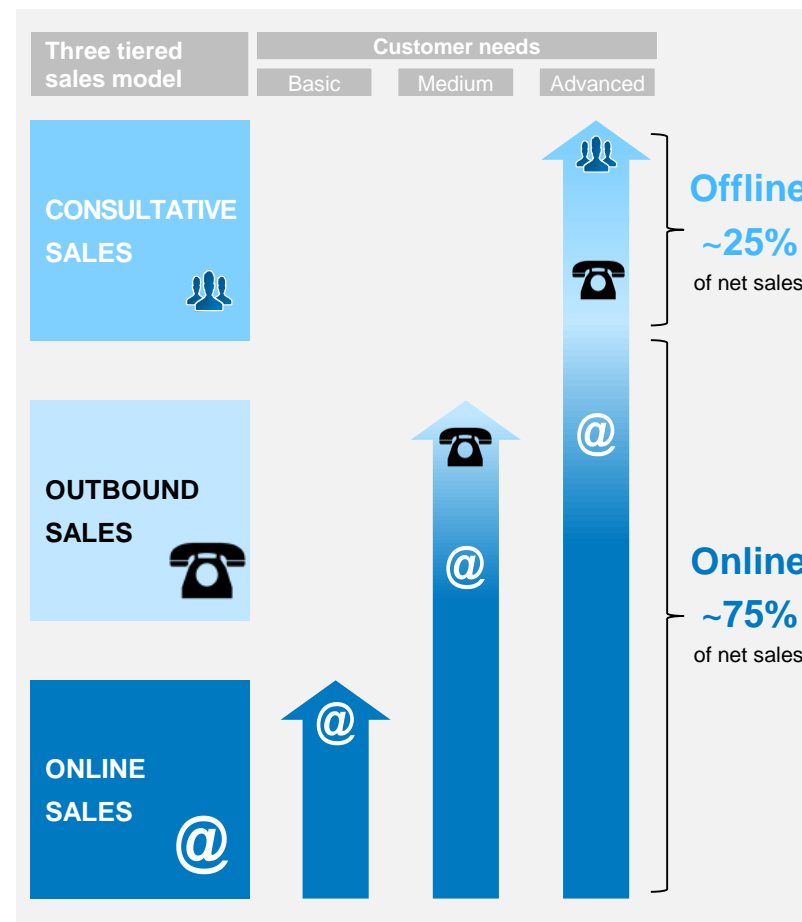 Three tiered
sales model
Customer needs
Basic
Medium
Advanced
CONSULTATIVE
SALES
Offline
~25%
of net sales
OUTBOUND
SALES
@
@
Online
~75%
of net sales
ONLINE
SALES
@
@